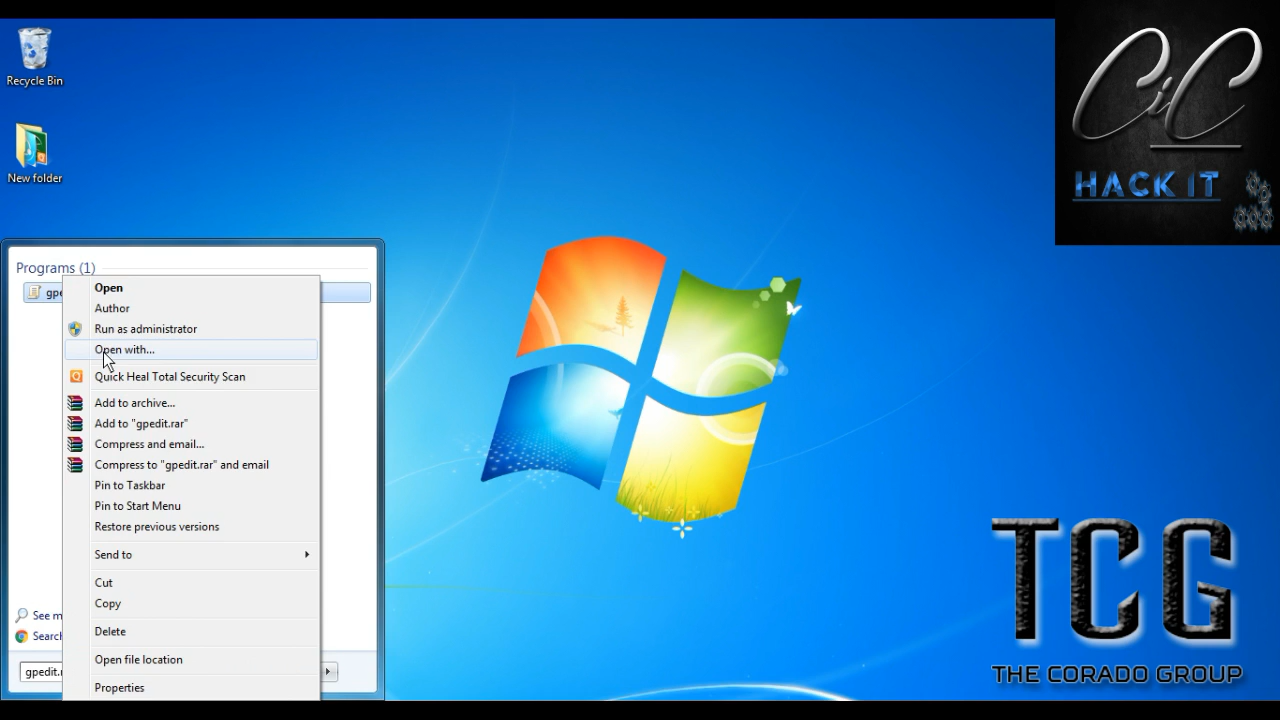 Recycle Bin
New folder
CiC
HACK IT
Programs (1)
Open
Author
Run as administrator
Open with...
Quick Heal Total Security Scan
Add to archive...
Add to "gpedit.rar"
Compress and email...
Compress to "gpedit.rar" and email
Pin to Taskbar
Pin to Start Menu
Restore previous versions
Send to
Cut
Copy
Delete
Open file location
Properties
See
TCG
THE CORADO GROUP